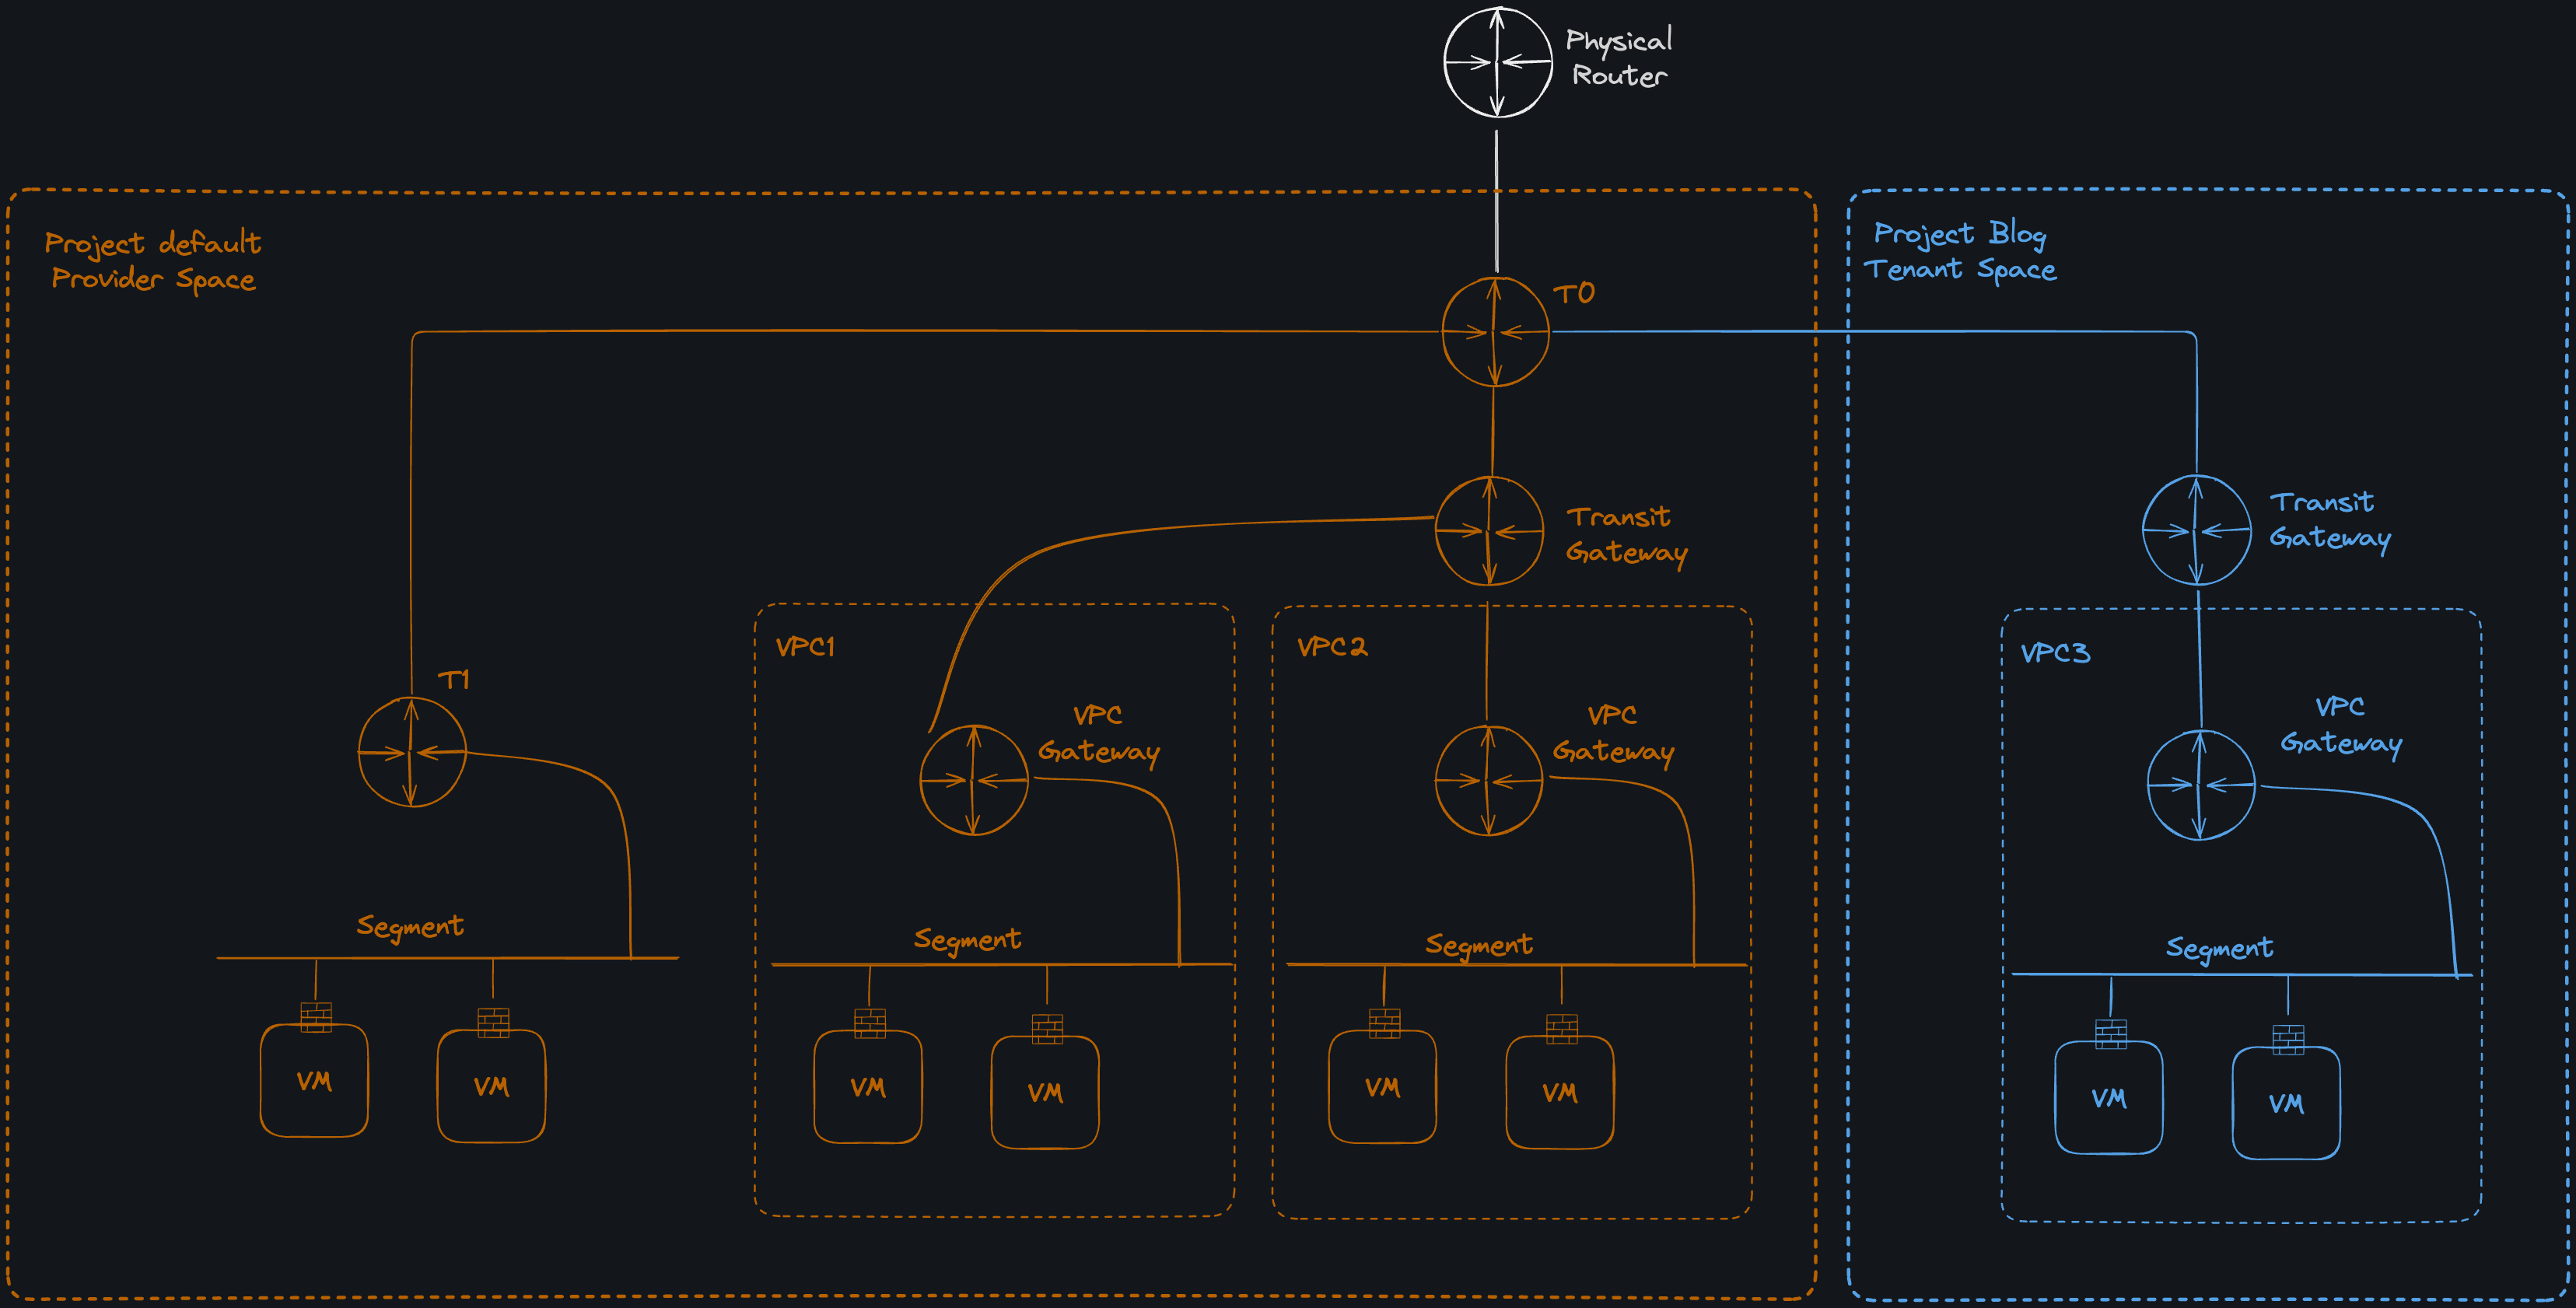 Physical
Router
Project default
Provider Space
Project Blog
Tenant Space
T0
Transit
Gateway
Transit
Gateway
VPC1
VPC2
VPC3
T1
VPC
Gateway
VPC
Gateway
VPC
Gateway
Segment
Segment
Segment
Segment
VM
VM
VM
VM
VM
VM
VM
VM